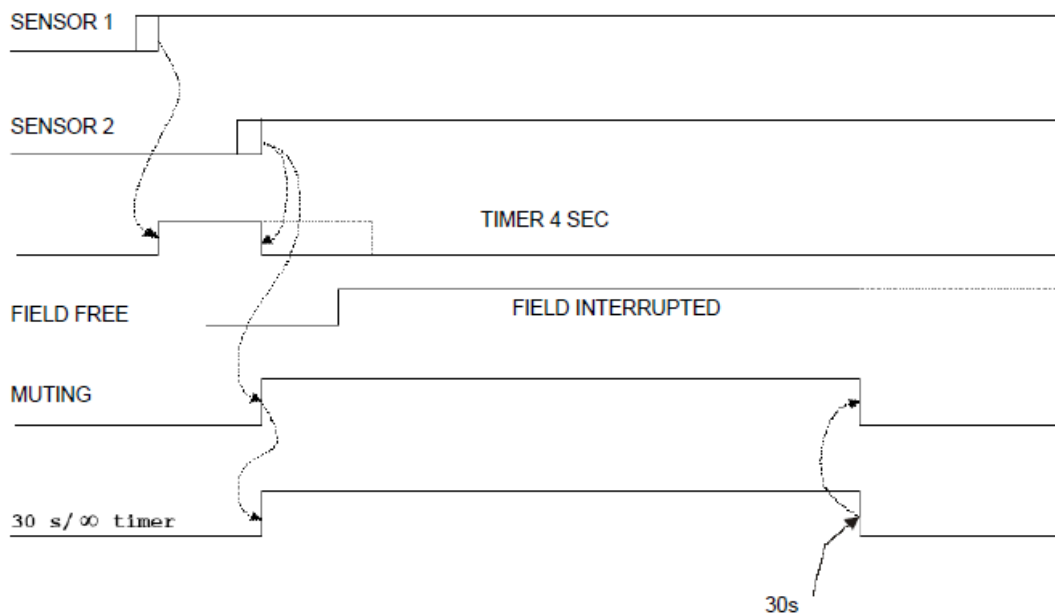 SENSOR 1
SENSOR 2
TIMER 4 SEC
FIELD FREE
FIELD INTERRUPTED
MUTING
30 s/∞ timer
30s